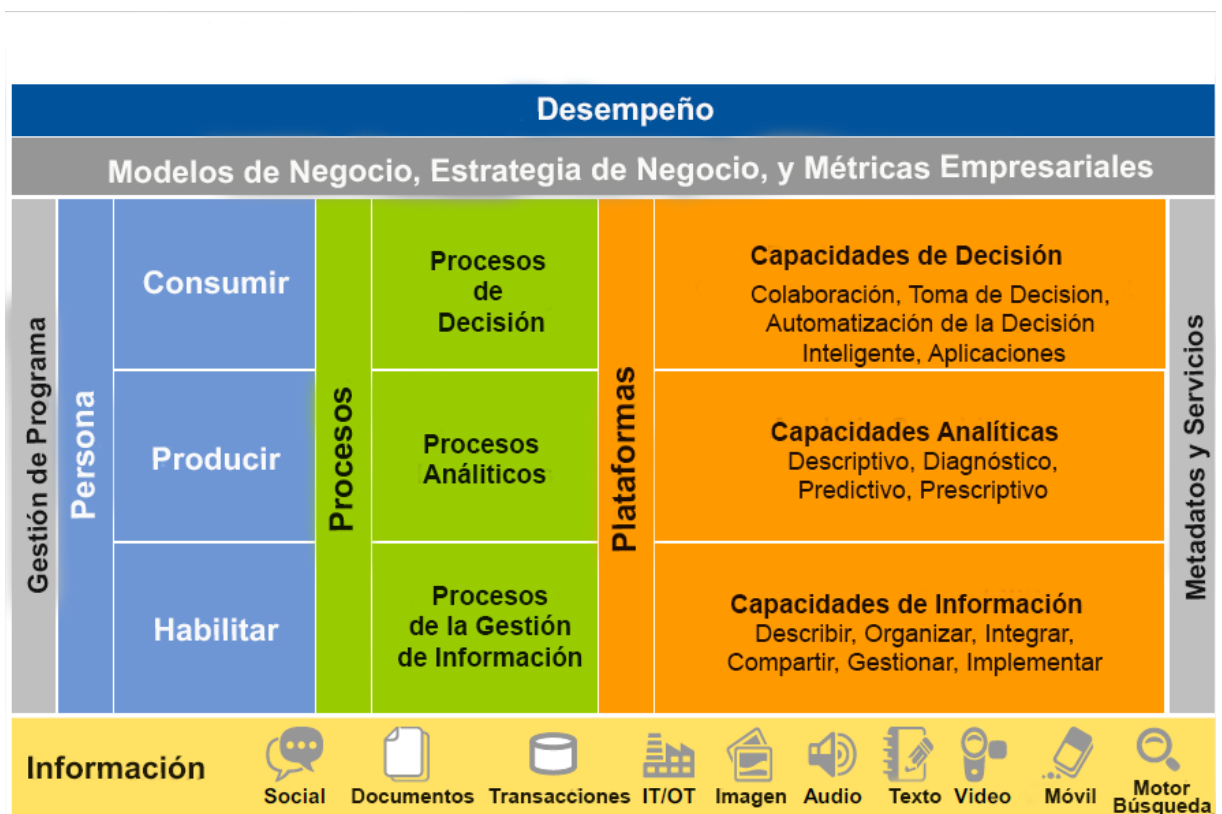 Desempeño
Modelos de Negocio, Estrategia de Negocio, y Métricas Empresariales
Gestión de Programa
Persona
Consumir
Producir
Habilitar
Procesos
Procesos
de
Decisión
Procesos
Análiticos
Procesos
de la Gestión
de Información
Plataformas
Capacidades de Decisión
Colaboración, Toma de Decision,
Automatización de la Decisión
Inteligente, Aplicaciones
Capacidades Analíticas
Descriptivo, Diagnóstico,
Predictivo, Prescriptivo
Capacidades de Información
Describir, Organizar, Integrar,
Compartir, Gestionar, Implementar
Metadatos y Servicios
Información
Social
Documentos
Transacciones
IT/OT
Imagen
Audio
Texto
Video
Móvil
Motor
Búsqueda